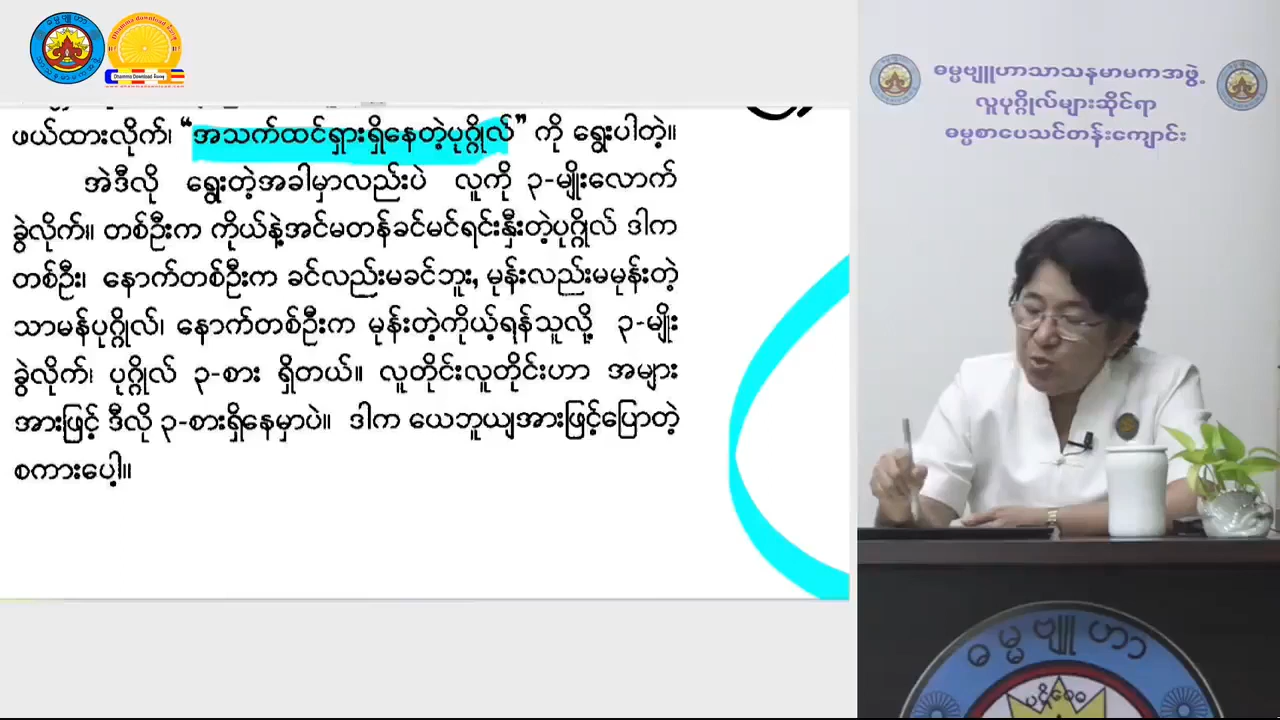 Dhamma Download
www.dhammadownload.com
ဖယ်ထားလိုက်၊ “အသက်ထင်ရှားရှိနေတဲ့ပုဂ္ဂိုလ်” ကို ရွေးပါတဲ့။
အဲဒီလို ရွေးတဲ့အခါမှာလည်းပဲ လူကို ၃-မျိုးလောက်
ခွဲလိုက်။ တစ်ဦးက ကိုယ်နဲ့အင်မတန်ခင်မင်ရင်းနှီးတဲ့ပုဂ္ဂိုလ် ဒါက
တစ်ဦး၊ နောက်တစ်ဦးက ခင်လည်းမခင်ဘူး, မုန်းလည်းမမုန်းတဲ့
သာမန်ပုဂ္ဂိုလ်၊ နောက်တစ်ဦးက မုန်းတဲ့ကိုယ့်ရန်သူလို့ ၃-မျိုး
ခွဲလိုက်၊ ပုဂ္ဂိုလ် ၃-စား ရှိတယ်။ လူတိုင်းလူတိုင်းဟာ အများ
အားဖြင့် ဒီလို ၃-စားရှိနေမှာပဲ။ ဒါက ယေဘူယျအားဖြင့်ပြောတဲ့
စကားပေါ့။
ဓမ္မဗျူဟာသာသနမာမကအဖွဲ့
လူပုဂ္ဂိုလ်များဆိုင်ရာ
ဓမ္မစာပေသင်တန်းကျောင်း
ဓမ္မဗျူဟာ
ပဋိဝေဓ